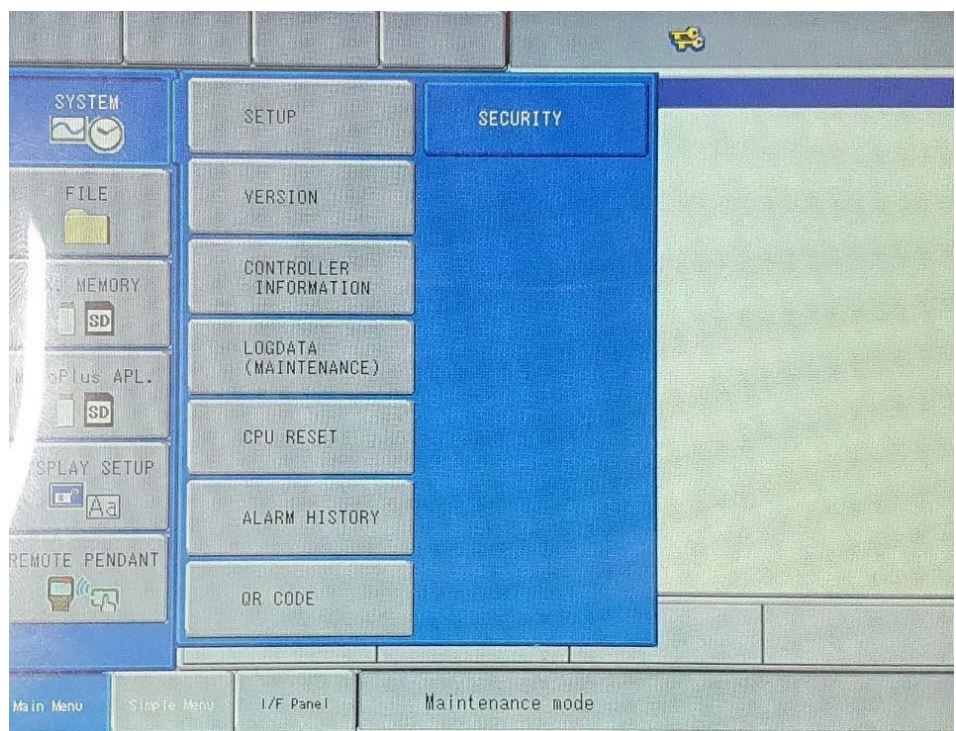 SYSTEM
SETUP
SECURITY
FILE
VERSION
MEMORY
SD
CONTROLLER
INFORMATION
APL.
SD
LOGDATA
(MAINTENANCE)
CPU RESET
SETUP
Aa
ALARM HISTORY
REMOTE PENDANT
QR CODE
Main Menu
Simple Menu
I/F Panel
Maintenance mode